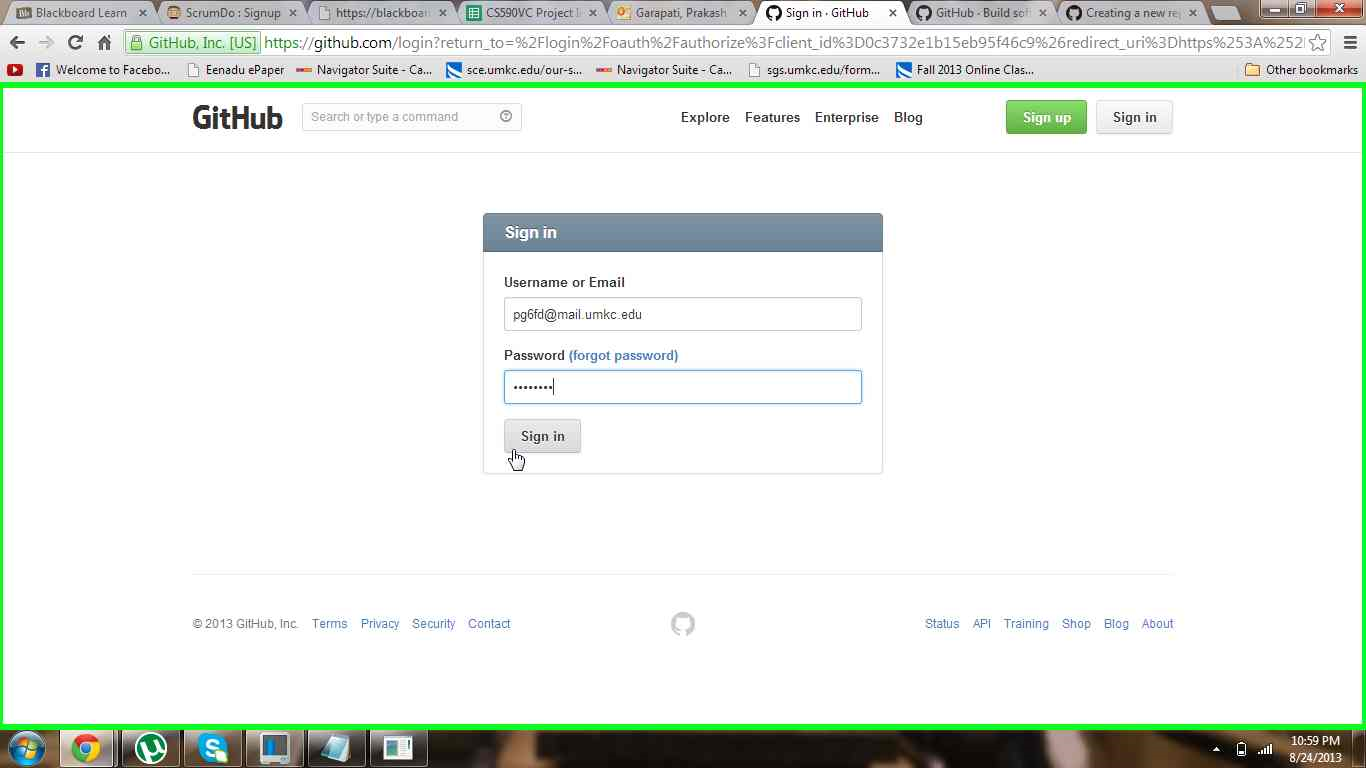 Blackboard Learn
ScrumDo : Signup
https://blackboar
CS590VC Project I
Garapati, Prakash
Sign in · GitHub
GitHub · Build sof
Creating a new re
GitHub, Inc. [US] https://github.com/login?return_to=%2Flogin%2Foauth%2Fauthorize%3Fclient_id%3D0c3732e1b15eb95f46c9%26redirect_uri%3Dhttps%253A%252
Welcome to Facebo...
Eenadu ePaper
Navigator Suite - Ca...
sce.umkc.edu/our-s...
Navigator Suite - Ca...
sgs.umkc.edu/form...
Fall 2013 Online Clas...
Other bookmarks
GitHub
Search or type a command
Explore Features Enterprise Blog
Sign up
Sign in
Sign in
Username or Email
pg6fd@mail.umkc.edu
Password (forgot password)
••••••••
Sign in
© 2013 GitHub, Inc. Terms Privacy Security Contact
Status API Training Shop Blog About
10:59 PM
8/24/2013